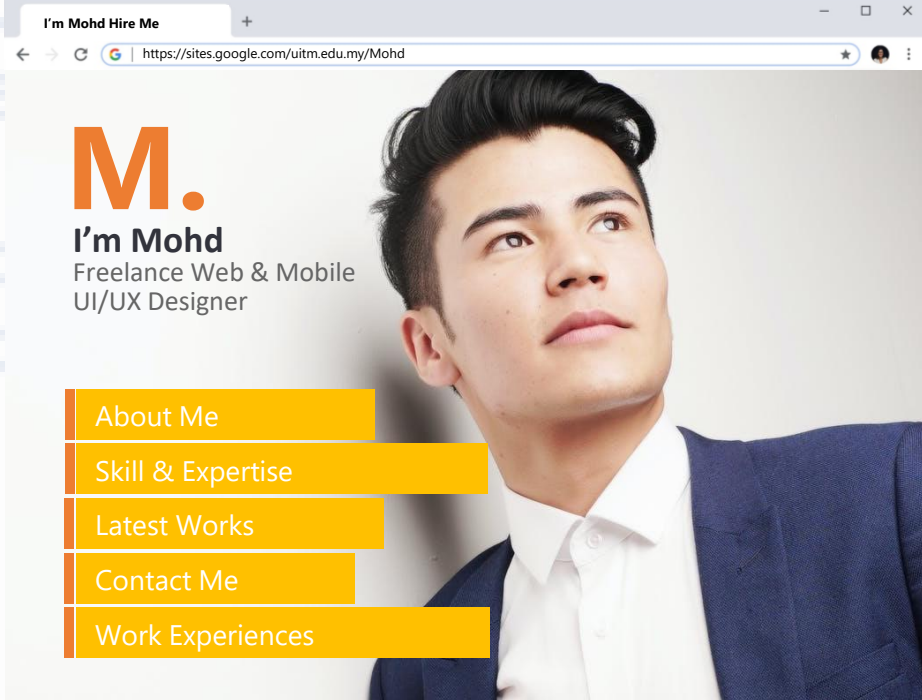 I'm Mohd Hire Me
https://sites.google.com/uitm.edu.my/Mohd
M.
I'm Mohd
Freelance Web & Mobile
UI/UX Designer
About Me
Skill & Expertise
Latest Works
Contact Me
Work Experiences